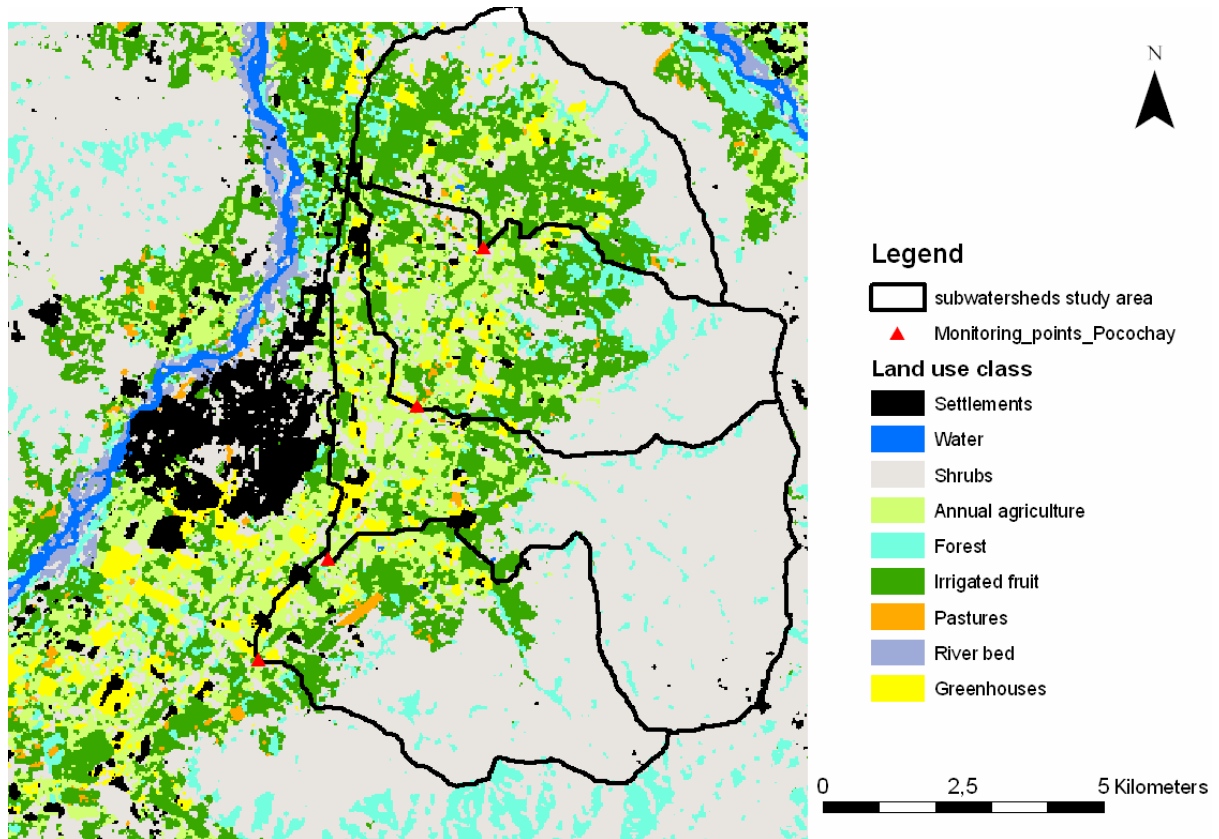 N
Legend
subwatersheds study area
Monitoring_points_Pocochay
Land use class
Settlements
Water
Shrubs
Annual agriculture
Forest
Irrigated fruit
Pastures
River bed
Greenhouses
0 2,5 5 Kilometers